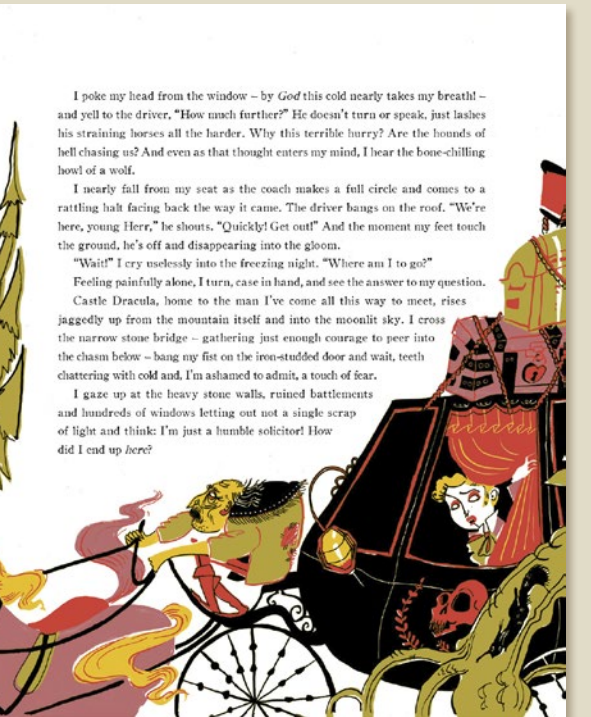 I poke my head from the window – by God this cold nearly takes my breath! –
and yell to the driver, “How much further?” He doesn’t turn or speak, just lashes
his straining horses all the harder. Why this terrible hurry? Are the hounds of
hell chasing us? And even as that thought enters my mind, I hear the bone-chilling
howl of a wolf.
I nearly fall from my seat as the coach makes a full circle and comes to a
rattling halt facing back the way it came. The driver bangs on the roof. “We’re
here, young Herr,” he shouts. “Quickly! Get out!” And the moment my feet touch
the ground, he’s off and disappearing into the gloom.
“Wait!” I cry uselessly into the freezing night. “Where am I to go?”
Feeling painfully alone, I turn, case in hand, and see the answer to my question.
Castle Dracula, home to the man I’ve come all this way to meet, rises
jaggedly up from the mountain itself and into the moonlit sky. I cross
the narrow stone bridge – gathering just enough courage to peer into
the chasm below – bang my fist on the iron-studded door and wait, teeth
chattering with cold and, I’m ashamed to admit, a touch of fear.
I gaze up at the heavy stone walls, ruined battlements
and hundreds of windows letting out not a single scrap
of light and think: I’m just a humble solicitor! How
did I end up here?